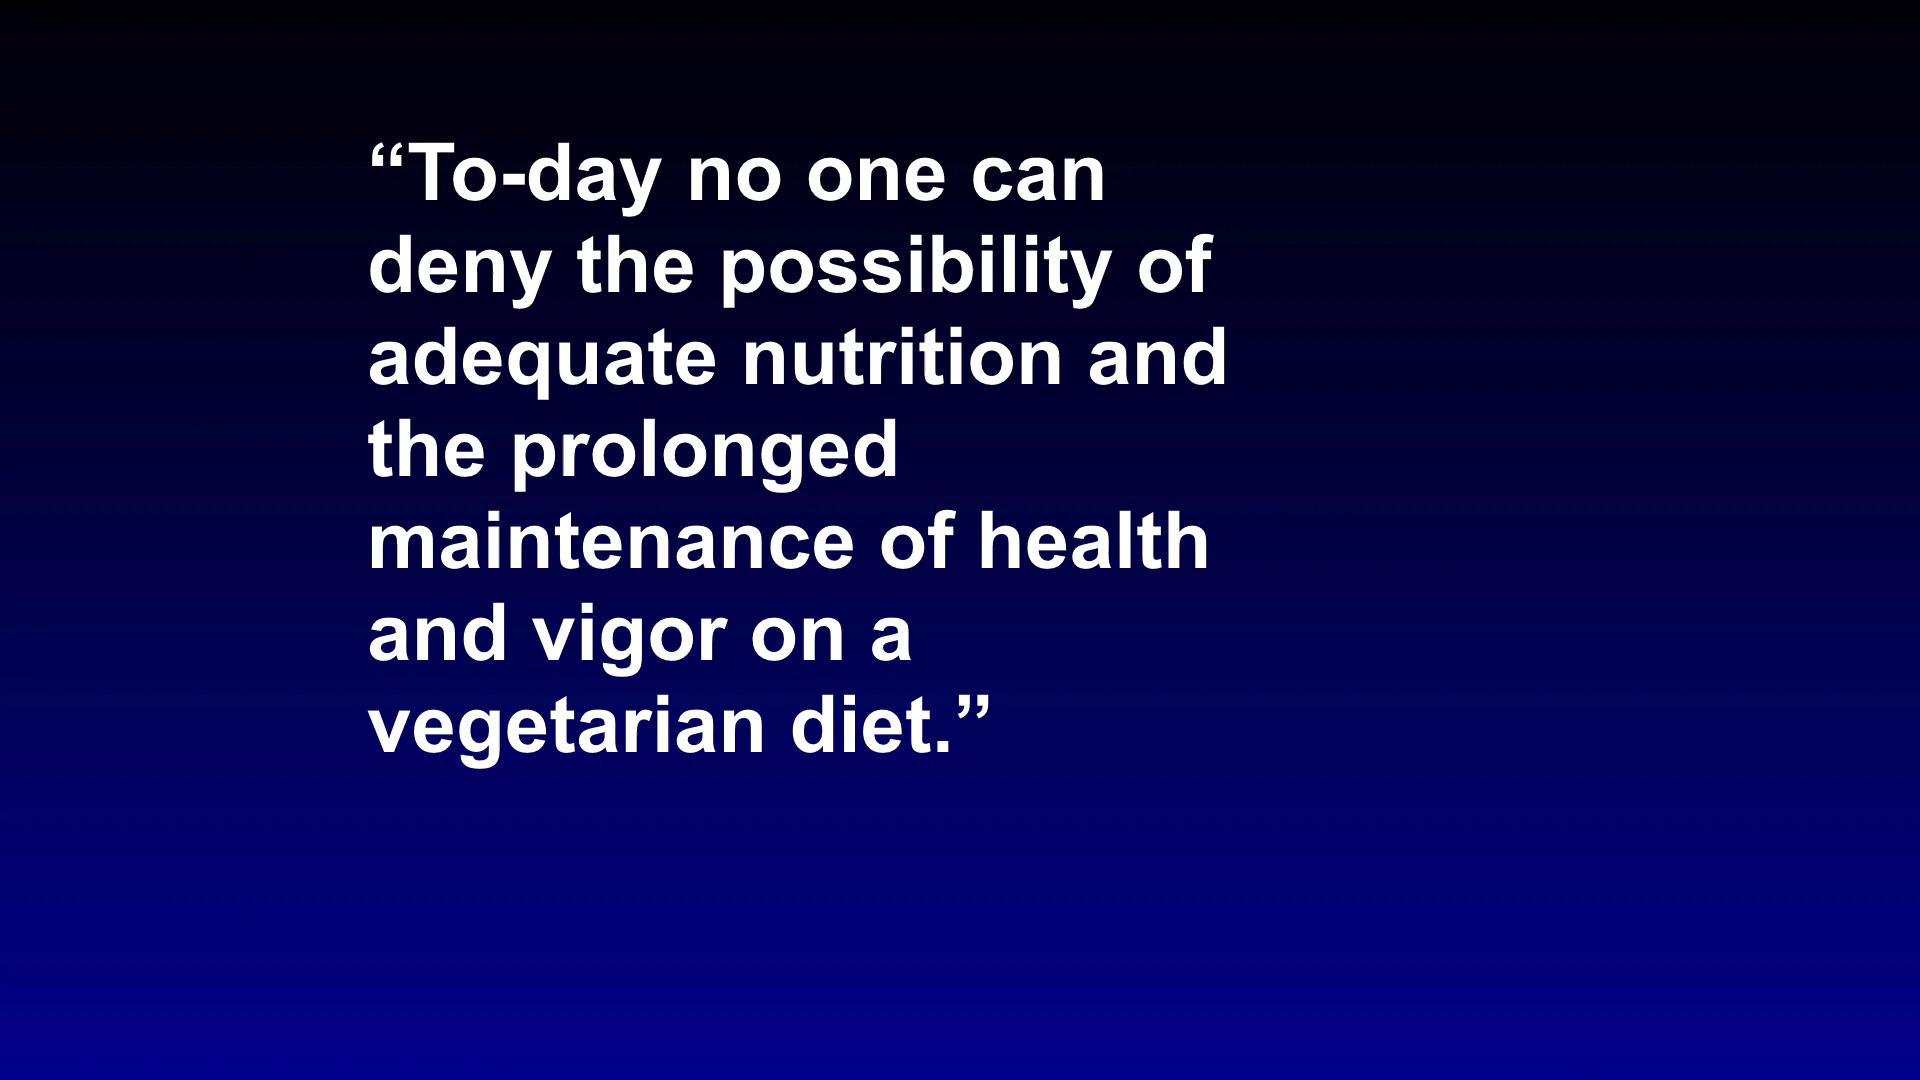 “To-day no one can
deny the possibility of
adequate nutrition and
the prolonged
maintenance of health
and vigor on a
vegetarian diet.”